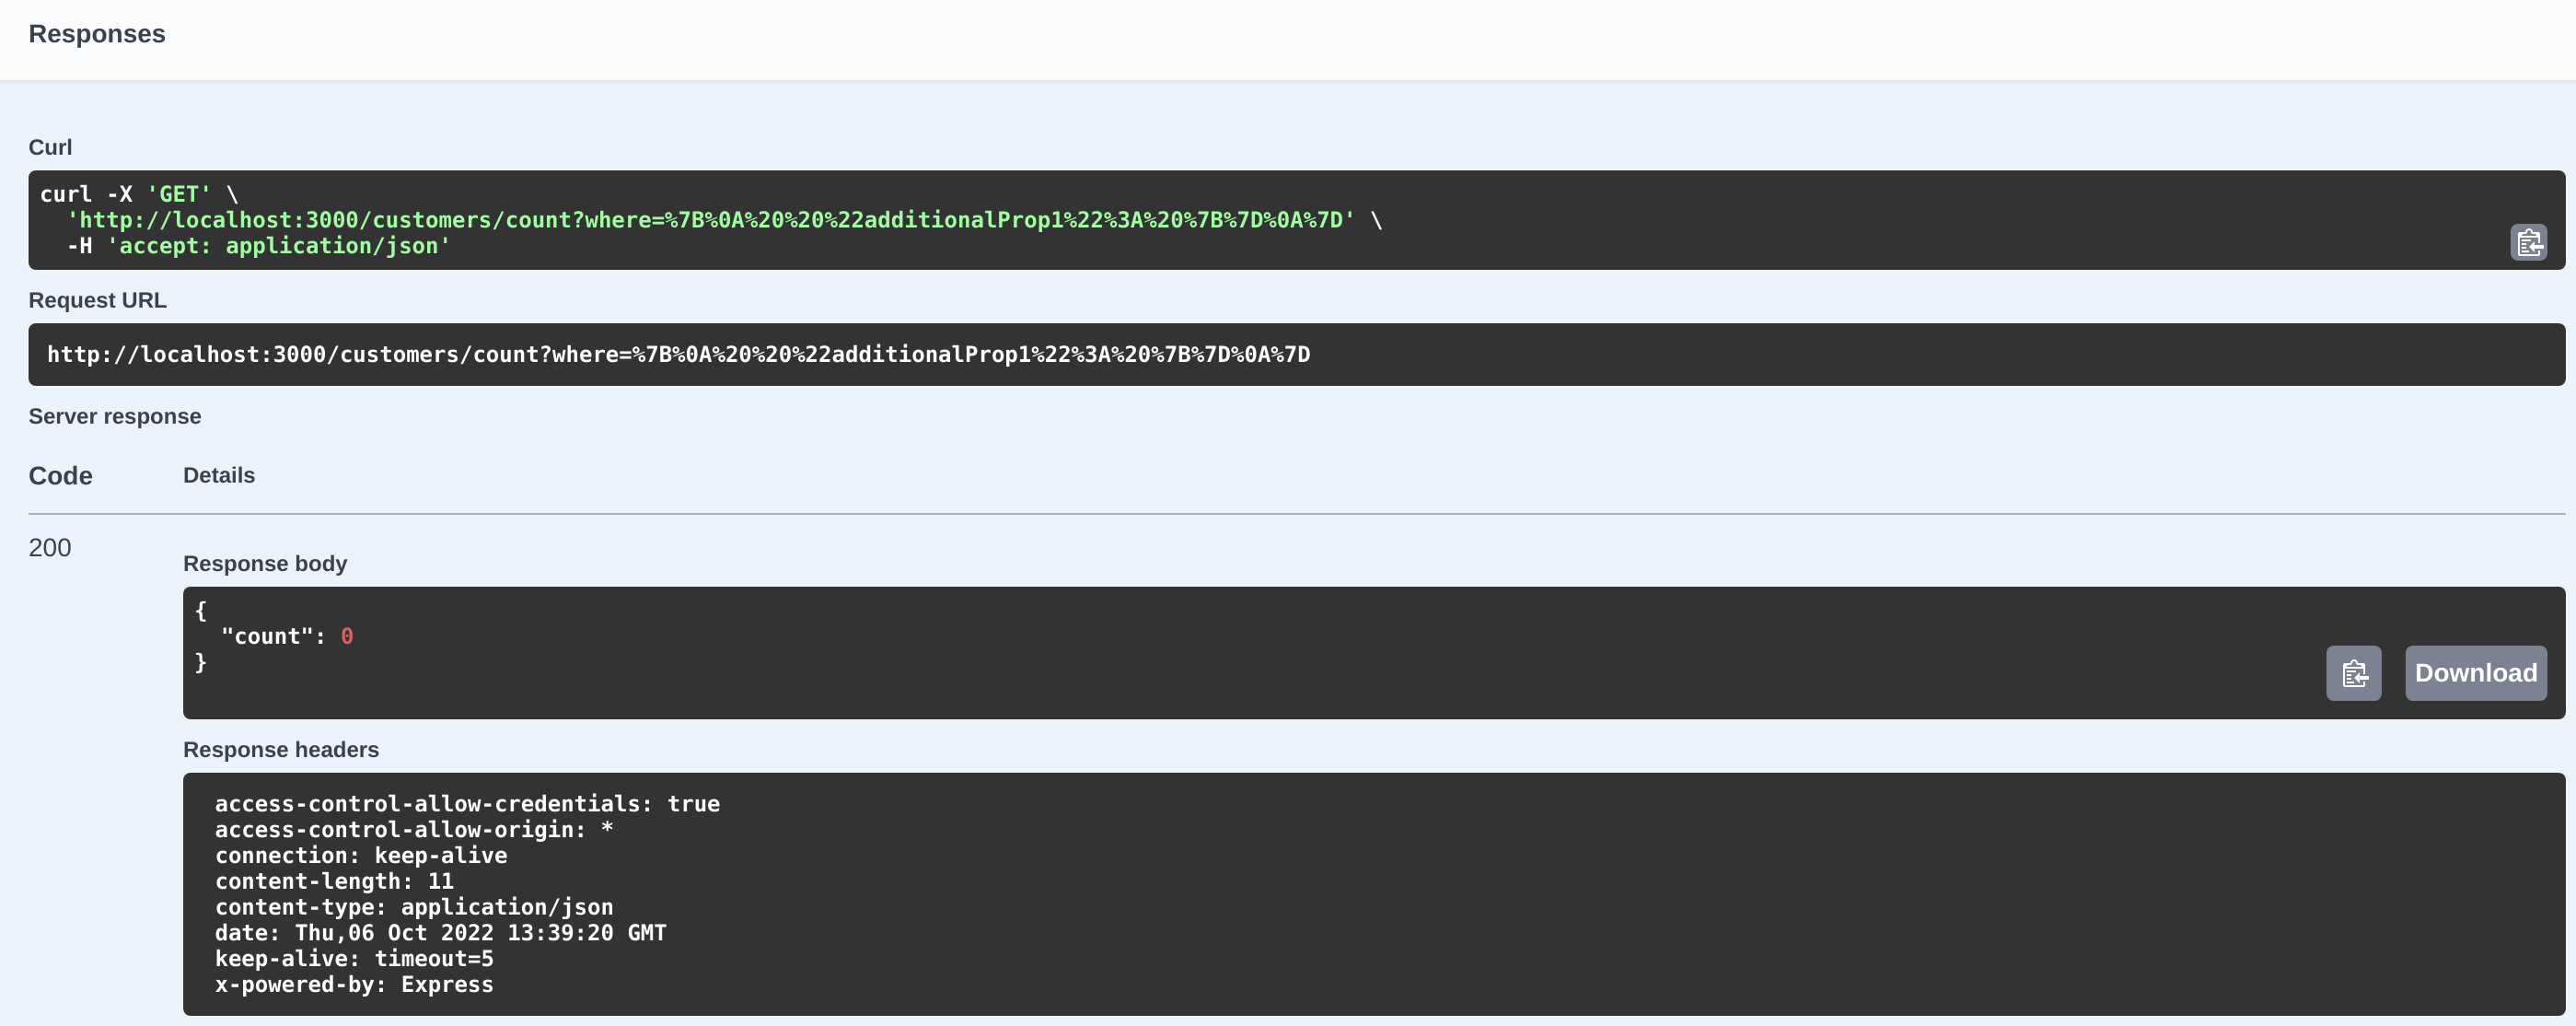 Responses
Curl
curl -X 'GET' \
  'http://localhost:3000/customers/count?where=%7B%0A%20%20%22additionalProp1%22%3A%20%7B%7D%0A%7D' \
  -H 'accept: application/json'
Request URL
http://localhost:3000/customers/count?where=%7B%0A%20%20%22additionalProp1%22%3A%20%7B%7D%0A%7D
Server response
Code Details
200
Response body
{
  "count": 0
}
Download
Response headers
access-control-allow-credentials: true
access-control-allow-origin: *
connection: keep-alive
content-length: 11
content-type: application/json
date: Thu,06 Oct 2022 13:39:20 GMT
keep-alive: timeout=5
x-powered-by: Express